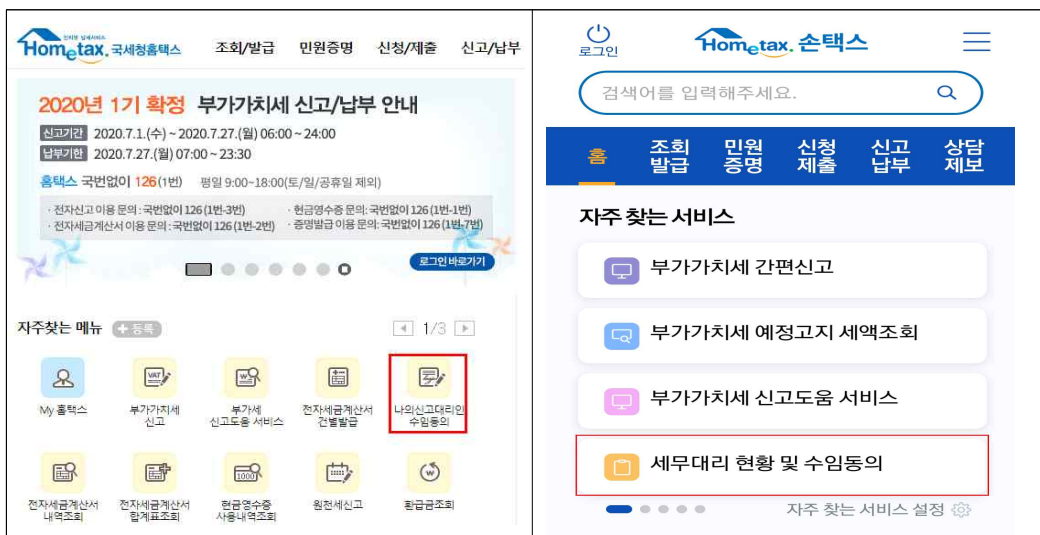 전자적 납세서비스
Hometax. 국세청홈택스 조회/발급 민원증명 신청/제출 신고/납부
2020년 1기 확정 부가가치세 신고/납부 안내
신고기간 2020.7.1.(수) ~ 2020.7.27.(월) 06:00 ~ 24:00
납부기한 2020.7.27.(월) 07:00 ~ 23:30
홈택스 국번없이 126(1번) 평일 9:00~18:00(토/일/공휴일 제외)
· 전자신고 이용 문의 : 국번없이 126 (1번-3번) · 현금영수증 문의: 국번없이 126 (1번-1번)
· 전자세금계산서 이용 문의 : 국번없이 126 (1번-2번) · 증명발급 이용 문의: 국번없이 126 (1번-7번)
로그인 바로가기
자주찾는 메뉴 + 등록 1/3
My 홈택스
부가가치세
신고
부가세
신고도움 서비스
전자세금계산서
건별발급
나의신고대리인
수임동의
전자세금계산서
내역조회
전자세금계산서
합계표조회
현금영수증
사용내역조회
원천세신고
환급금조회
로그인
Hometax. 손택스
검색어를 입력해주세요.
홈
조회
발급
민원
증명
신청
제출
신고
납부
상담
제보
자주 찾는 서비스
부가가치세 간편신고
부가가치세 예정고지 세액조회
부가가치세 신고도움 서비스
세무대리 현황 및 수임동의
자주 찾는 서비스 설정